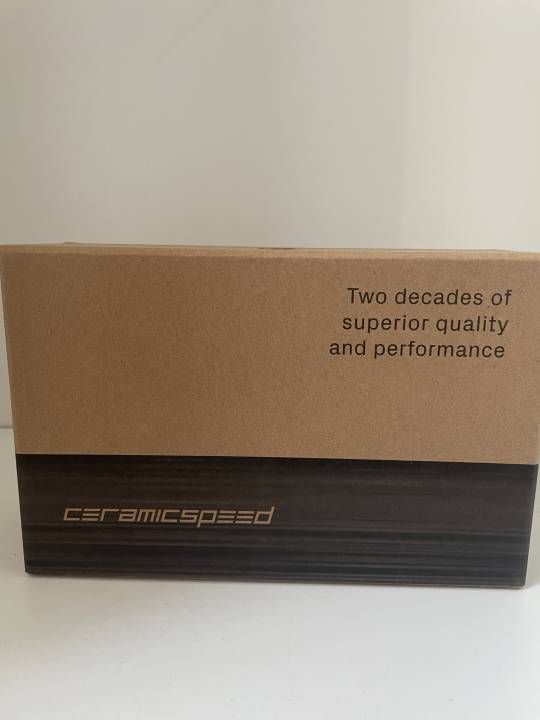 Two decades of
superior quality
and performance
ceramicspeed